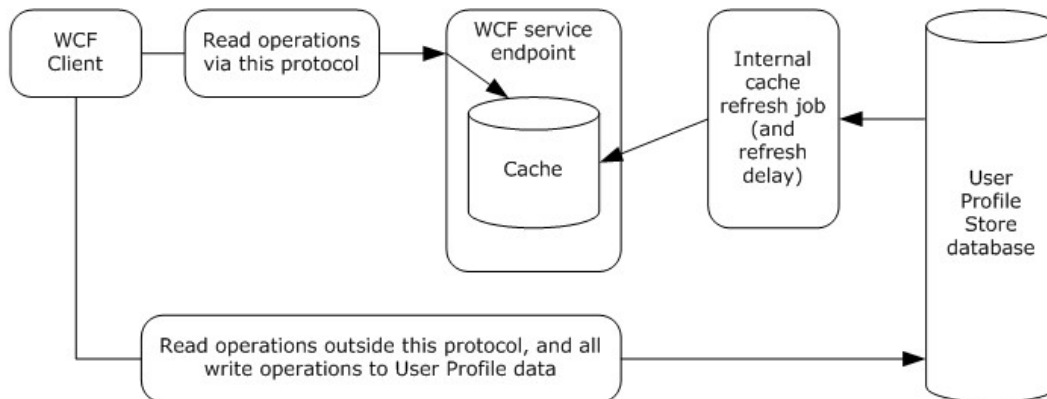 WCF
Client
Read operations
via this protocol
WCF service
endpoint
Cache
Internal
cache
refresh job
(and
refresh
delay)
User
Profile
Store
database
Read operations outside this protocol, and all
write operations to User Profile data